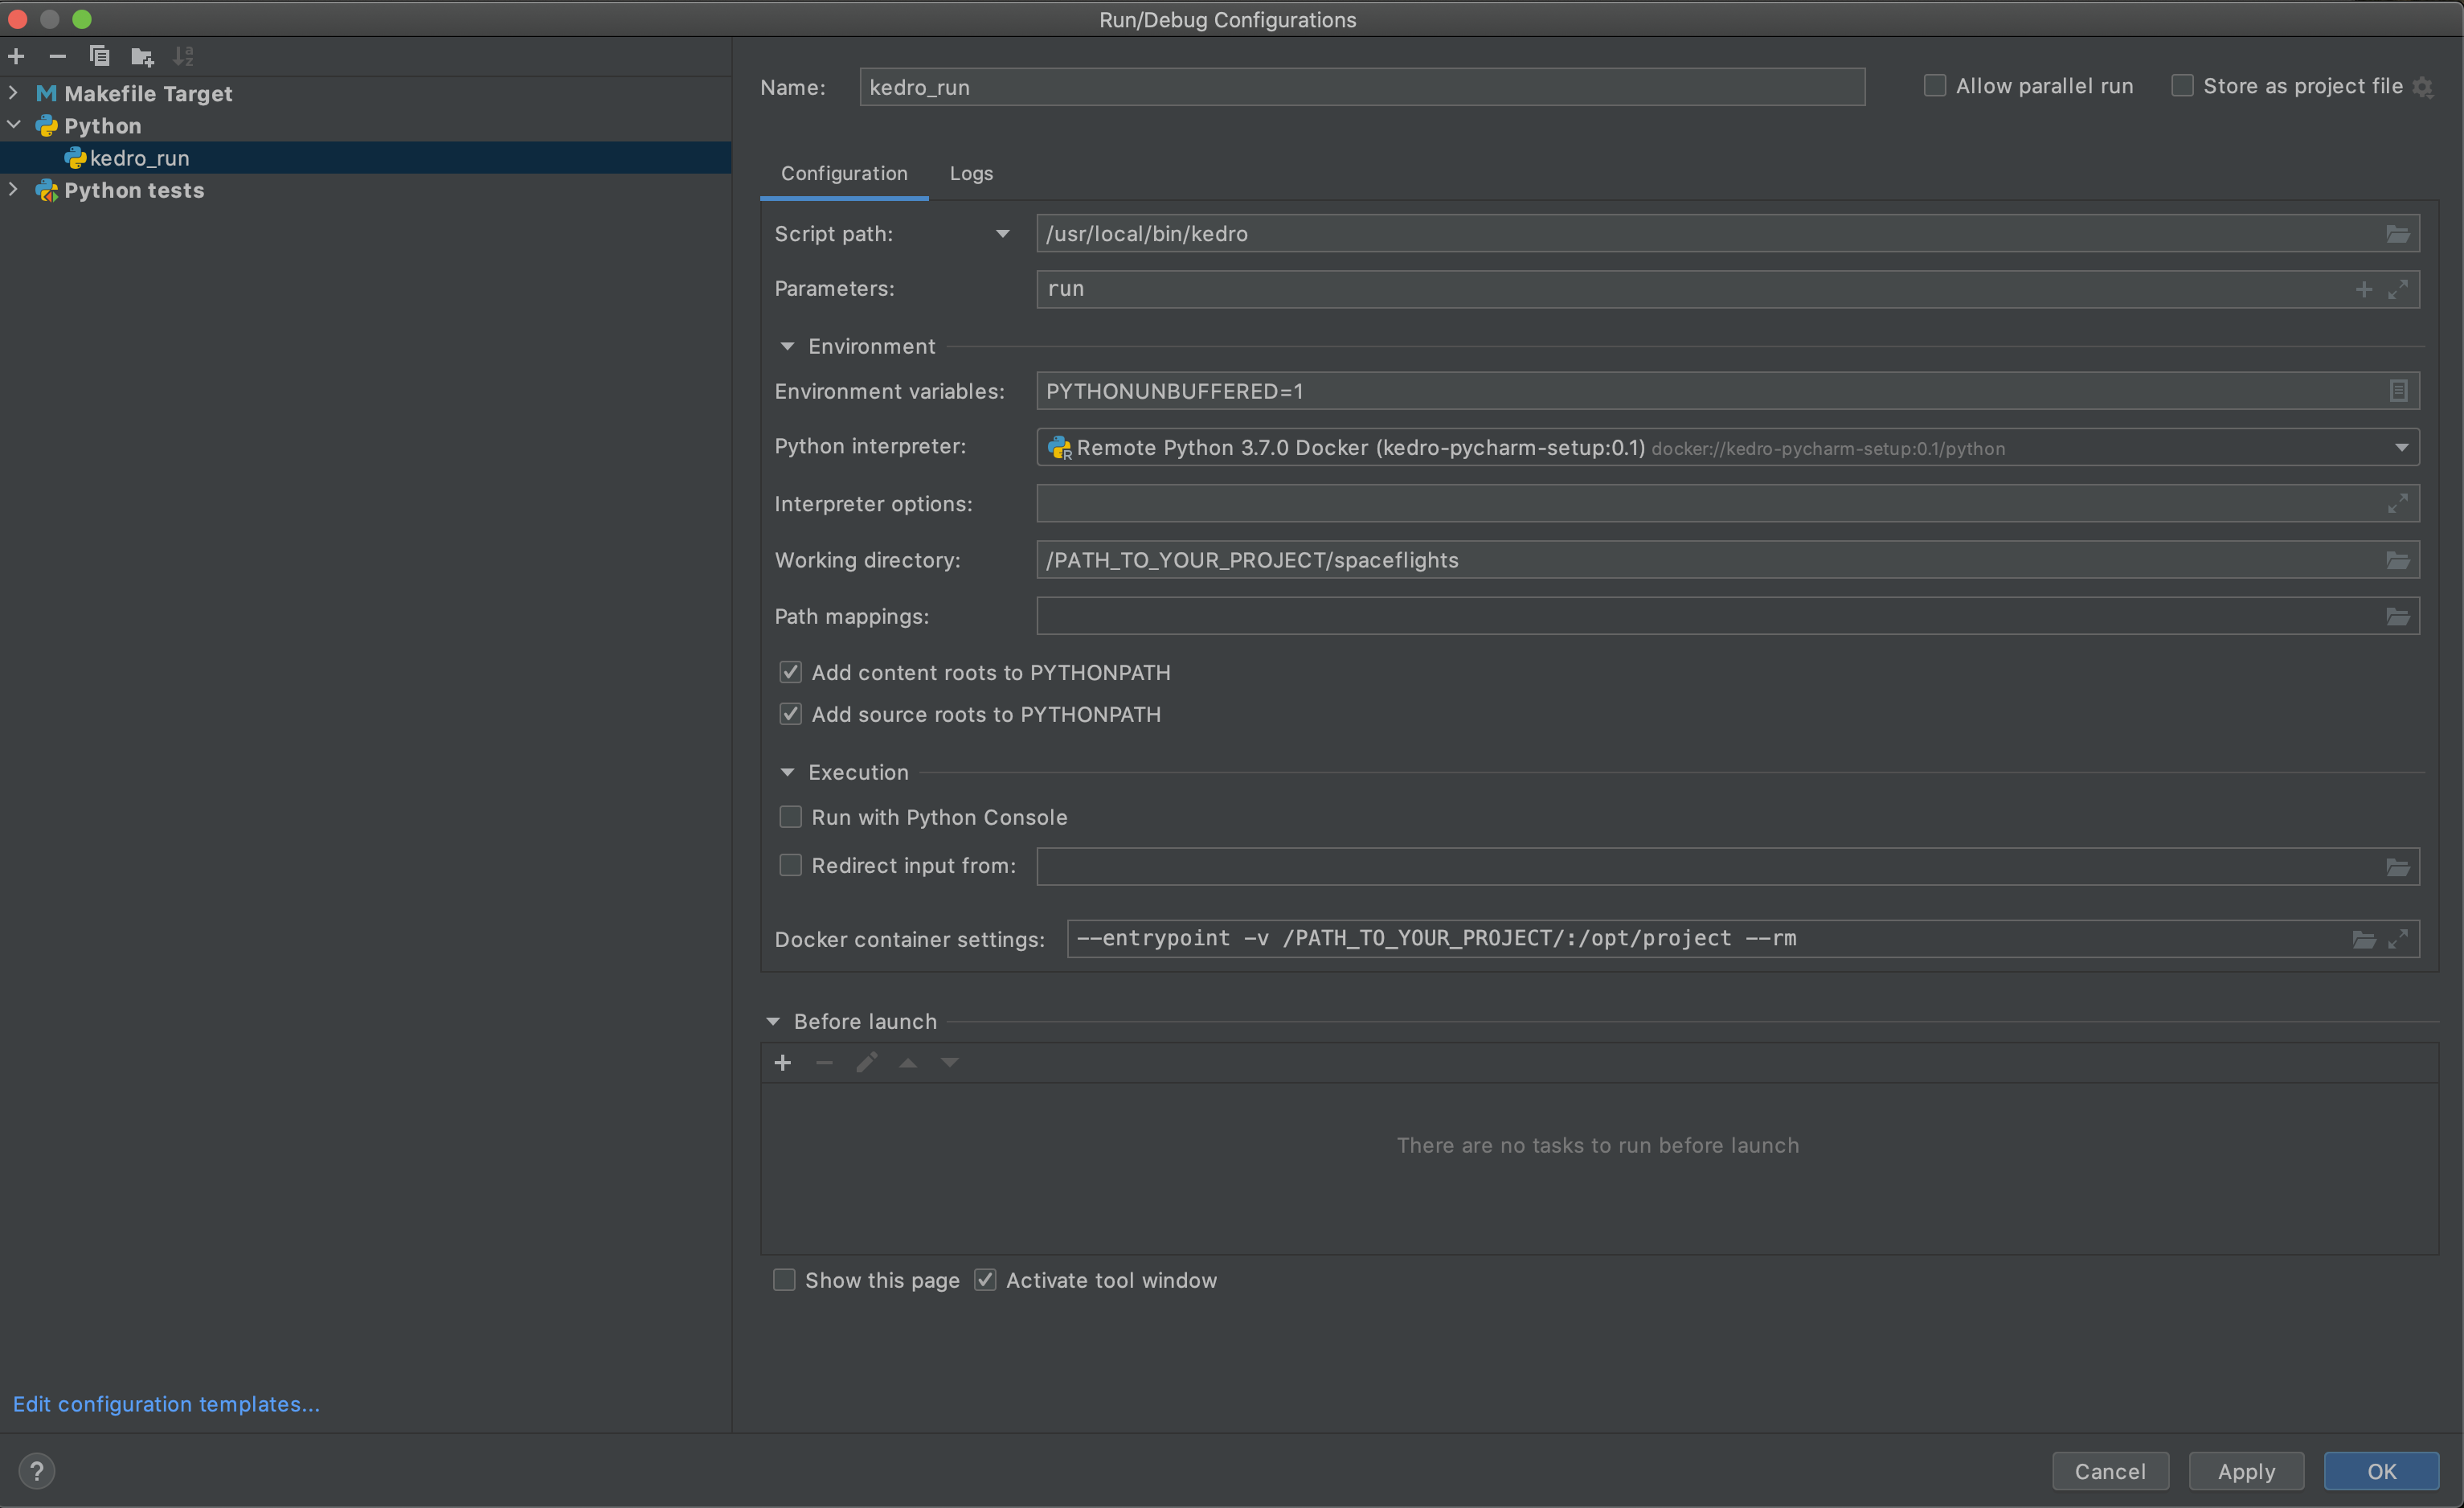 Run/Debug Configurations
Makefile Target
Python
kedro_run
Python tests
Edit configuration templates...
Name: kedro_run
Allow parallel run
Store as project file
Configuration Logs
Script path: /usr/local/bin/kedro
Parameters: run
Environment
Environment variables: PYTHONUNBUFFERED=1
Python interpreter: Remote Python 3.7.0 Docker (kedro-pycharm-setup:0.1) docker://kedro-pycharm-setup:0.1/python
Interpreter options:
Working directory: /PATH_TO_YOUR_PROJECT/spaceflights
Path mappings:
Add content roots to PYTHONPATH
Add source roots to PYTHONPATH
Execution
Run with Python Console
Redirect input from:
Docker container settings: --entrypoint -v /PATH_TO_YOUR_PROJECT/:/opt/project --rm
Before launch
There are no tasks to run before launch
Show this page Activate tool window
? Cancel Apply OK